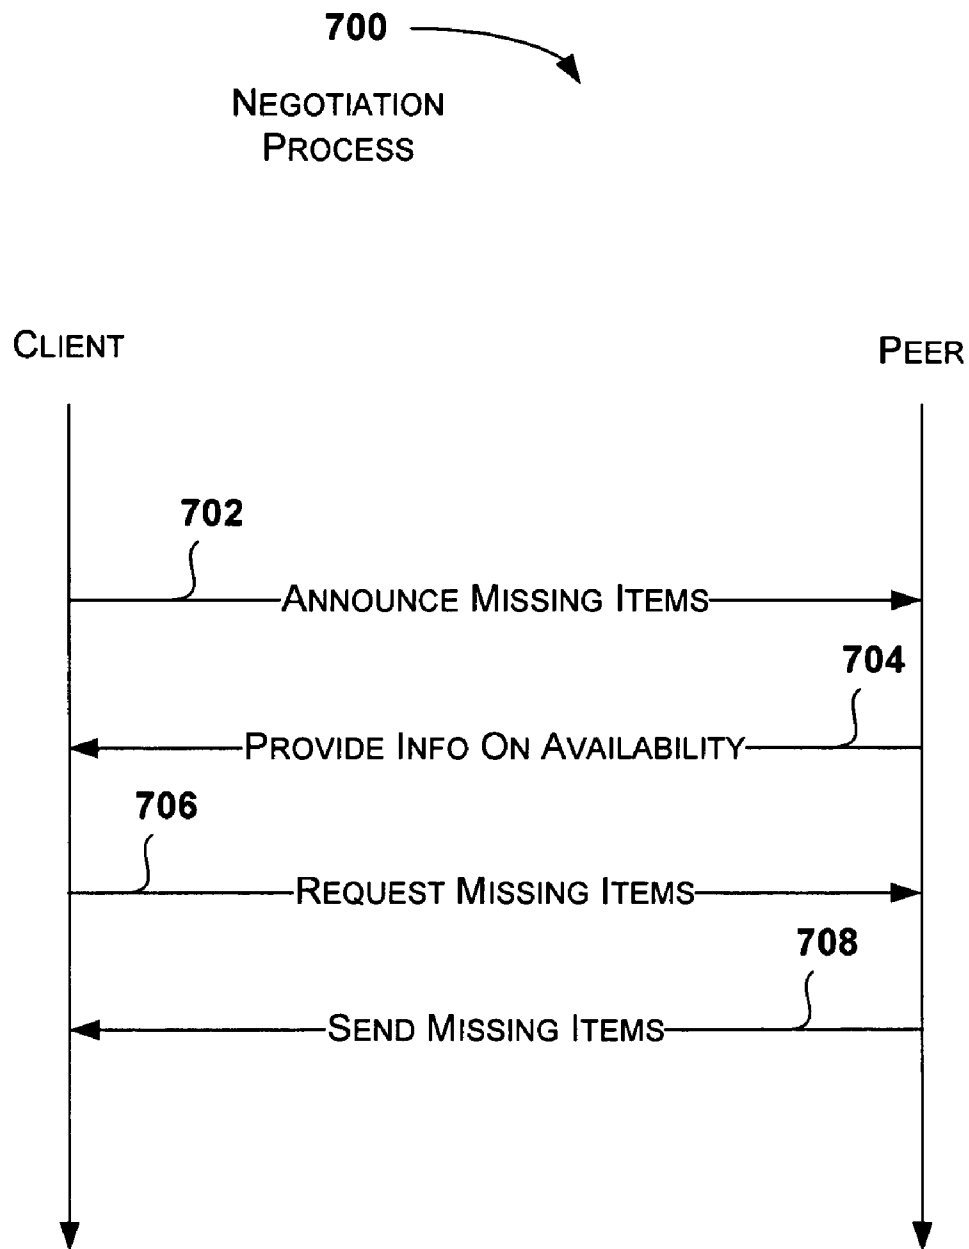 700
NEGOTIATION
PROCESS
CLIENT
PEER
702
ANNOUNCE MISSING ITEMS
704
PROVIDE INFO ON AVAILABILITY
706
REQUEST MISSING ITEMS
708
SEND MISSING ITEMS